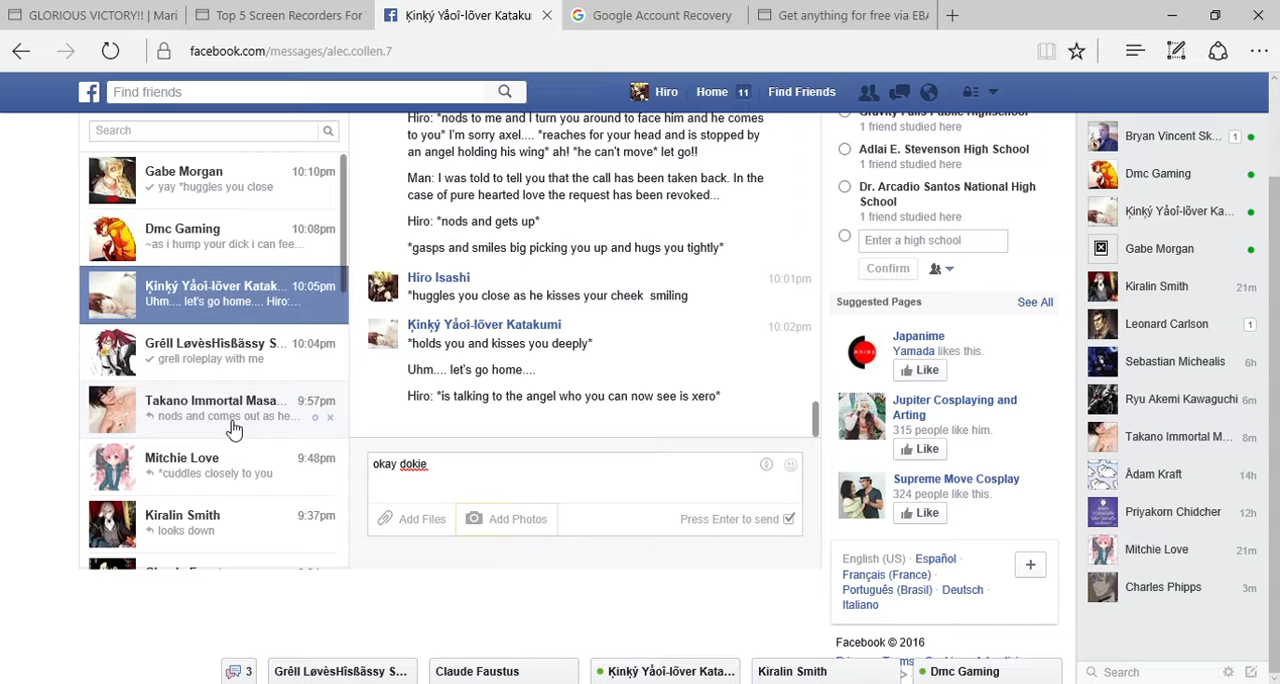 GLORIOUS VICTORY!! | Mari
Top 5 Screen Recorders For
Ķinķý Yåoî-lõver Kataku
Google Account Recovery
Get anything for free via EBA
facebook.com/messages/alec.collen.7
Find friends
Hiro
Home 11
Find Friends
Search
Gabe Morgan 10:10pm
yay *huggles you close
Dmc Gaming 10:08pm
~as i hump your dick i can fee...
Ķinķý Yåoî-lõver Katak... 10:05pm
Uhm.... let's go home.... Hiro:...
Grêll LøvèsHîsßãssy S... 10:04pm
grell roleplay with me
Takano Immortal Masa... 9:57pm
nods and comes out as he...
Mitchie Love 9:48pm
*cuddles closely to you
Kiralin Smith 9:37pm
looks down
Hiro: *nods to me and I turn you around to face him and he comes
to you* I'm sorry axel.... *reaches for your head and is stopped by
an angel holding his wing* ah! *he can't move* let go!!
Man: I was told to tell you that the call has been taken back. In the
case of pure hearted love the request has been revoked...
Hiro: *nods and gets up*
*gasps and smiles big picking you up and hugs you tightly*
Hiro Isashi 10:01pm
*huggles you close as he kisses your cheek smiling
Ķinķý Yåoî-lõver Katakumi 10:02pm
*holds you and kisses you deeply*
Uhm.... let's go home....
Hiro: *is talking to the angel who you can now see is xero*
okay dokie
Add Files
Add Photos
Press Enter to send
Gravity Falls Public Highschool
1 friend studied here
Adlai E. Stevenson High School
1 friend studied here
Dr. Arcadio Santos National High
School
1 friend studied here
Enter a high school
Confirm
Suggested Pages See All
Japanime
Yamada likes this.
Like
Jupiter Cosplaying and
Arting
315 people like him.
Like
Supreme Move Cosplay
324 people like this.
Like
English (US) · Español ·
Français (France) ·
Português (Brasil) · Deutsch ·
Italiano
Facebook © 2016
Bryan Vincent Sk... 1
Dmc Gaming
Ķinķý Yåoî-lõver Ka...
Gabe Morgan
Kiralin Smith 21m
Leonard Carlson 1
Sebastian Michealis 6h
Ryu Akemi Kawaguchi 6m
Takano Immortal M... 8m
Àdam Kraft 14h
Priyakorn Chidcher 12h
Mitchie Love 21m
Charles Phipps 3m
Search
3
Grêll LøvèsHîsßãssy S...
Claude Faustus
Ķinķý Yåoî-lõver Kata...
Kiralin Smith
Dmc Gaming